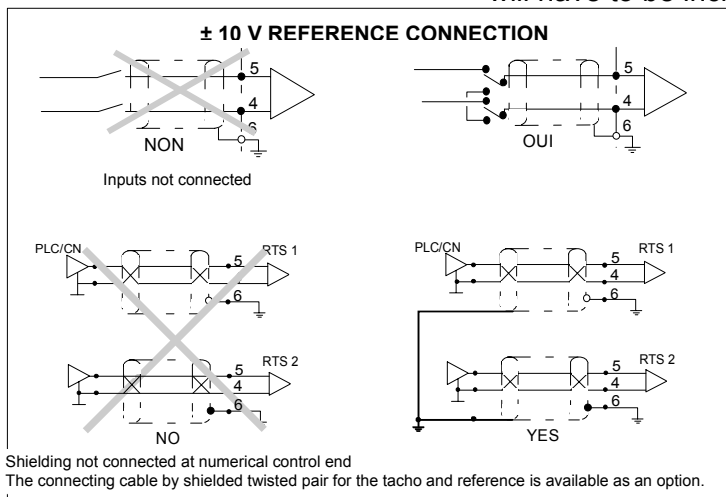 ± 10 V REFERENCE CONNECTION
5
4
6
NON
Inputs not connected
5
4
6
OUI
PLC/CN
5
RTS 1
4
6
5
RTS 2
4
6
NO
PLC/CN
5
RTS 1
4
6
5
RTS 2
4
6
YES
Shielding not connected at numerical control end
The connecting cable by shielded twisted pair for the tacho and reference is available as an option.